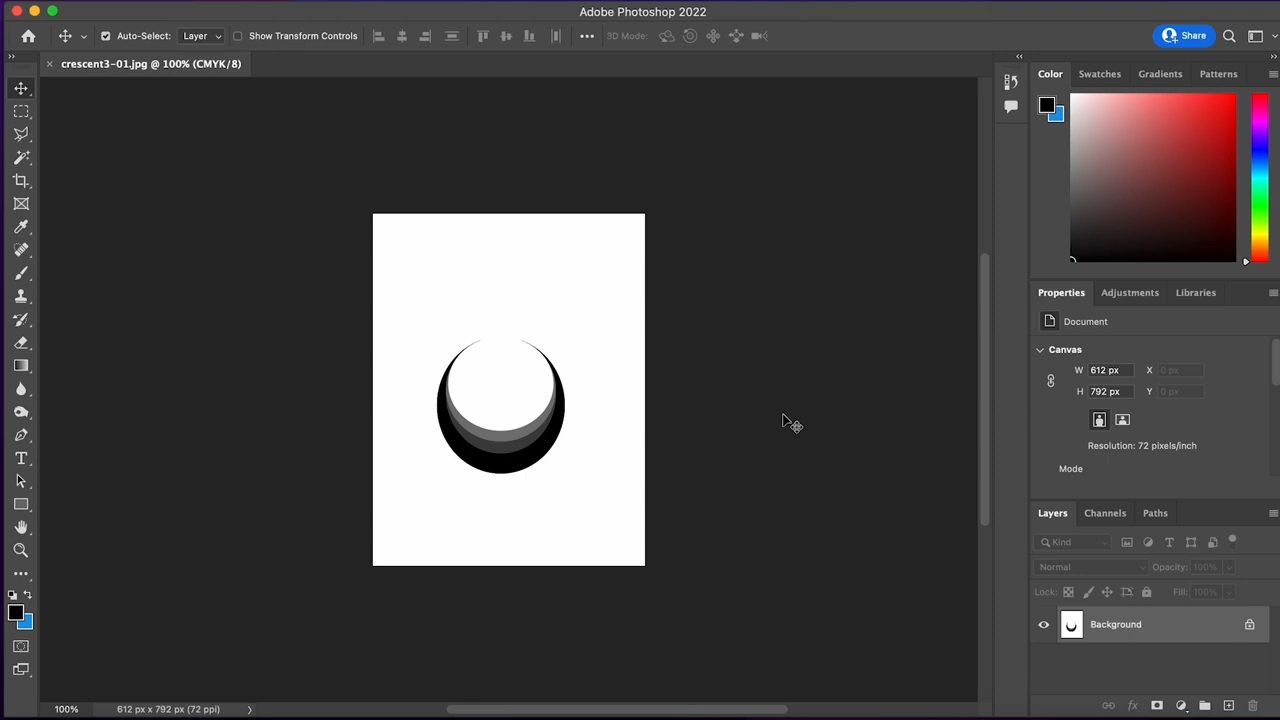 Adobe Photoshop 2022
Auto-Select: Layer Show Transform Controls 3D Mode: Share
crescent3-01.jpg @ 100% (CMYK/8)
Color Swatches Gradients Patterns
Properties Adjustments Libraries
Document
Canvas
W 612 px X 0 px
H 792 px Y 0 px
Resolution: 72 pixels/inch
Mode
Layers Channels Paths
Kind
Normal Opacity: 100%
Lock: Fill: 100%
Background
100% 612 px x 792 px (72 ppi)